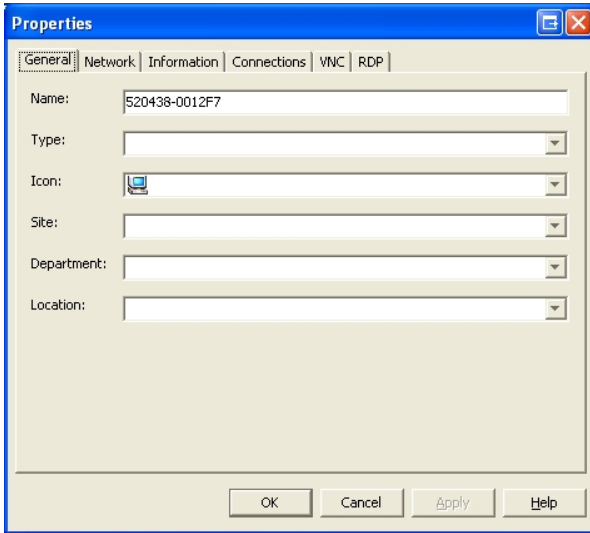 Properties
General Network Information Connections VNC RDP
Name: 520438-0012F7
Type:
Icon:
Site:
Department:
Location:
OK Cancel Apply Help